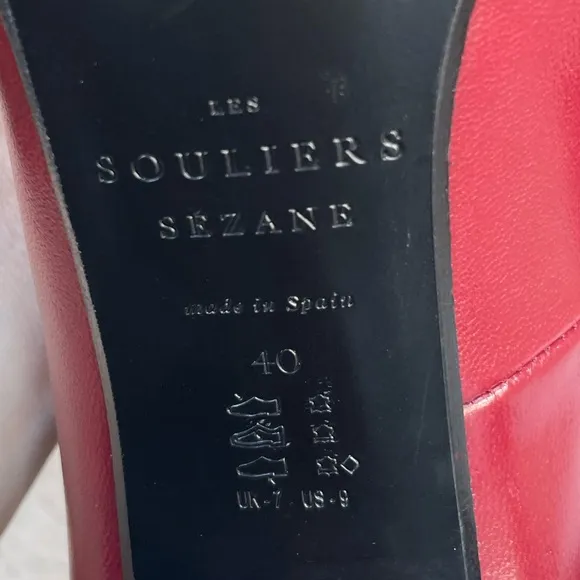 LES
SOULIERS
SÉZANE
made in Spain
40
UK-7 US-9